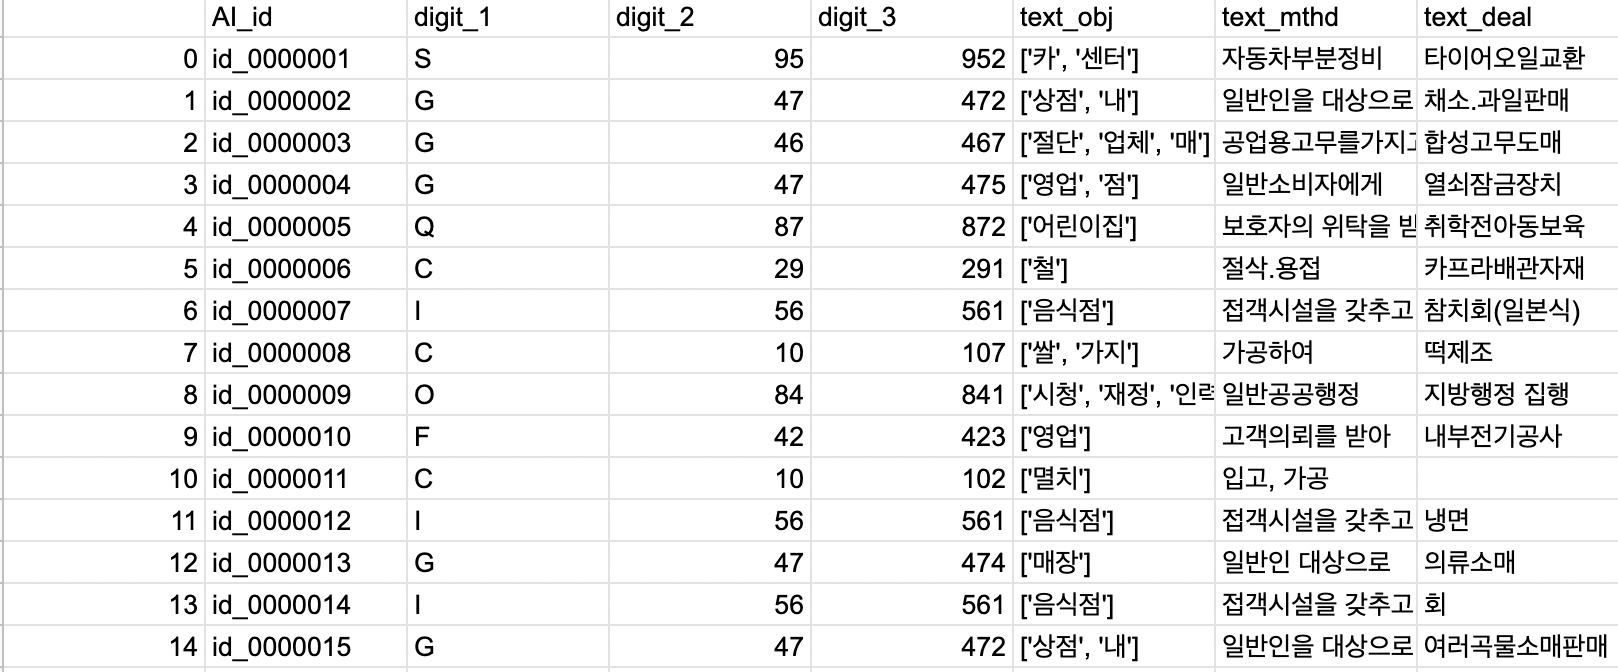 AI_id digit_1 digit_2 digit_3 text_obj text_mthd text_deal
0 id_0000001 S 95 952 ['카', '센터'] 자동차부분정비 타이어오일교환
1 id_0000002 G 47 472 ['상점', '내'] 일반인을 대상으로 채소.과일판매
2 id_0000003 G 46 467 ['절단', '업체', '매'] 공업용고무를가지고 합성고무도매
3 id_0000004 G 47 475 ['영업', '점'] 일반소비자에게 열쇠잠금장치
4 id_0000005 Q 87 872 ['어린이집'] 보호자의 위탁을 받 취학전아동보육
5 id_0000006 C 29 291 ['철'] 절삭.용접 카프라배관자재
6 id_0000007 I 56 561 ['음식점'] 접객시설을 갖추고 참치회(일본식)
7 id_0000008 C 10 107 ['쌀', '가지'] 가공하여 떡제조
8 id_0000009 O 84 841 ['시청', '재정', '인력 일반공공행정 지방행정 집행
9 id_0000010 F 42 423 ['영업'] 고객의뢰를 받아 내부전기공사
10 id_0000011 C 10 102 ['멸치'] 입고, 가공
11 id_0000012 I 56 561 ['음식점'] 접객시설을 갖추고 냉면
12 id_0000013 G 47 474 ['매장'] 일반인 대상으로 의류소매
13 id_0000014 I 56 561 ['음식점'] 접객시설을 갖추고 회
14 id_0000015 G 47 472 ['상점', '내'] 일반인을 대상으로 여러곡물소매판매